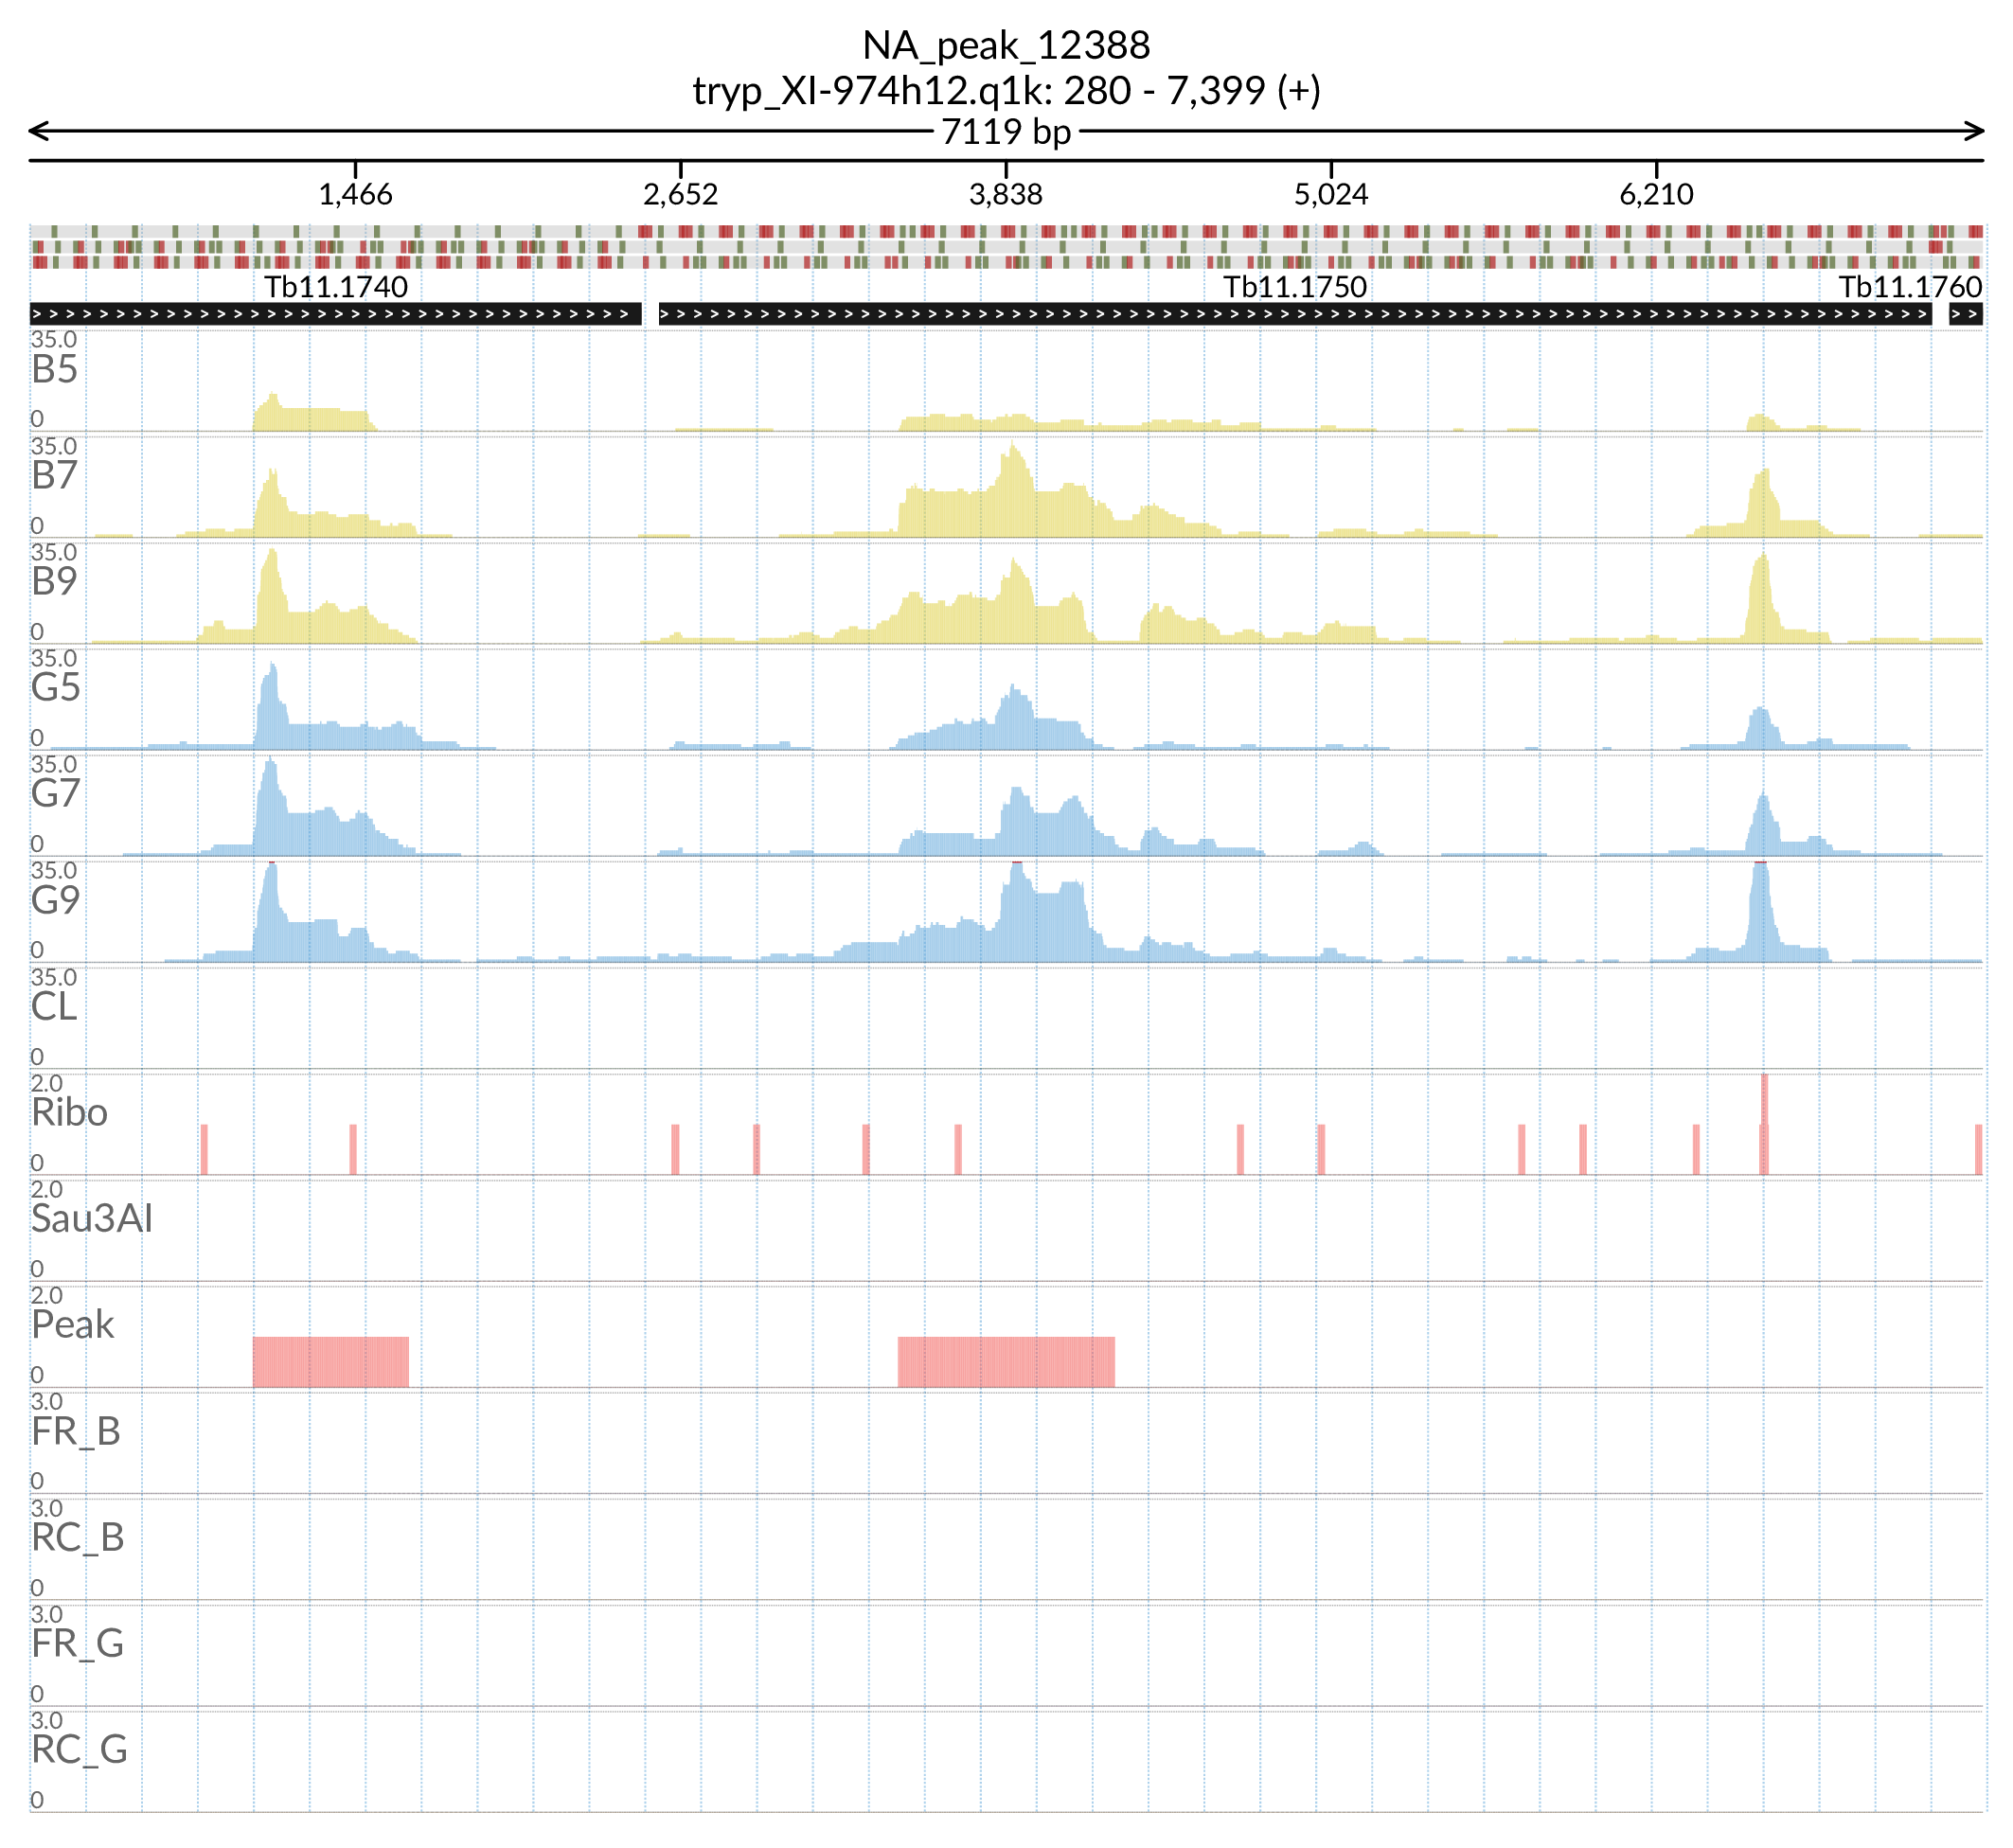 NA_peak_12388
tryp_XI-974h12.q1k: 280 - 7,399 (+)
7119 bp
1,466 2,652 3,838 5,024 6,210
Tb11.1740 Tb11.1750 Tb11.1760
35.0
B5
0
35.0
B7
0
35.0
B9
0
35.0
G5
0
35.0
G7
0
35.0
G9
0
35.0
CL
0
2.0
Ribo
0
2.0
Sau3AI
0
2.0
Peak
0
3.0
FR_B
0
3.0
RC_B
0
3.0
FR_G
0
3.0
RC_G
0